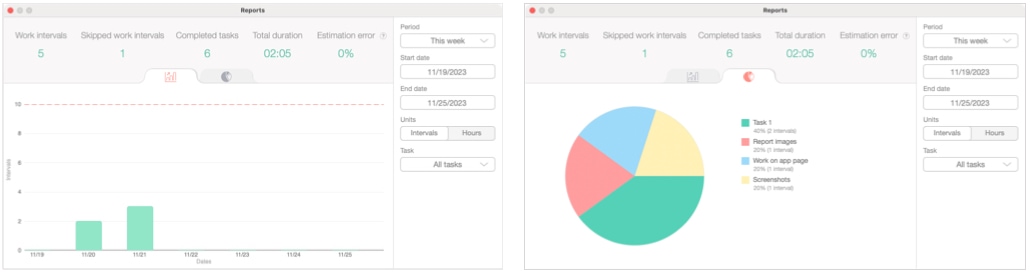 Reports
Work intervals Skipped work intervals Completed tasks Total duration Estimation error ?
5 1 6 02:05 0%
Period
This week
Start date
11/19/2023
End date
11/25/2023
Units
Intervals Hours
Task
All tasks
Intervals
10
8
6
4
2
0
11/19 11/20 11/21 11/22 11/23 11/24 11/25
Dates
Reports
Work intervals Skipped work intervals Completed tasks Total duration Estimation error ?
5 1 6 02:05 0%
Task 1
40% (2 intervals)
Report images
20% (1 interval)
Work on app page
20% (1 interval)
Screenshots
20% (1 interval)
Period
This week
Start date
11/19/2023
End date
11/25/2023
Units
Intervals Hours
Task
All tasks